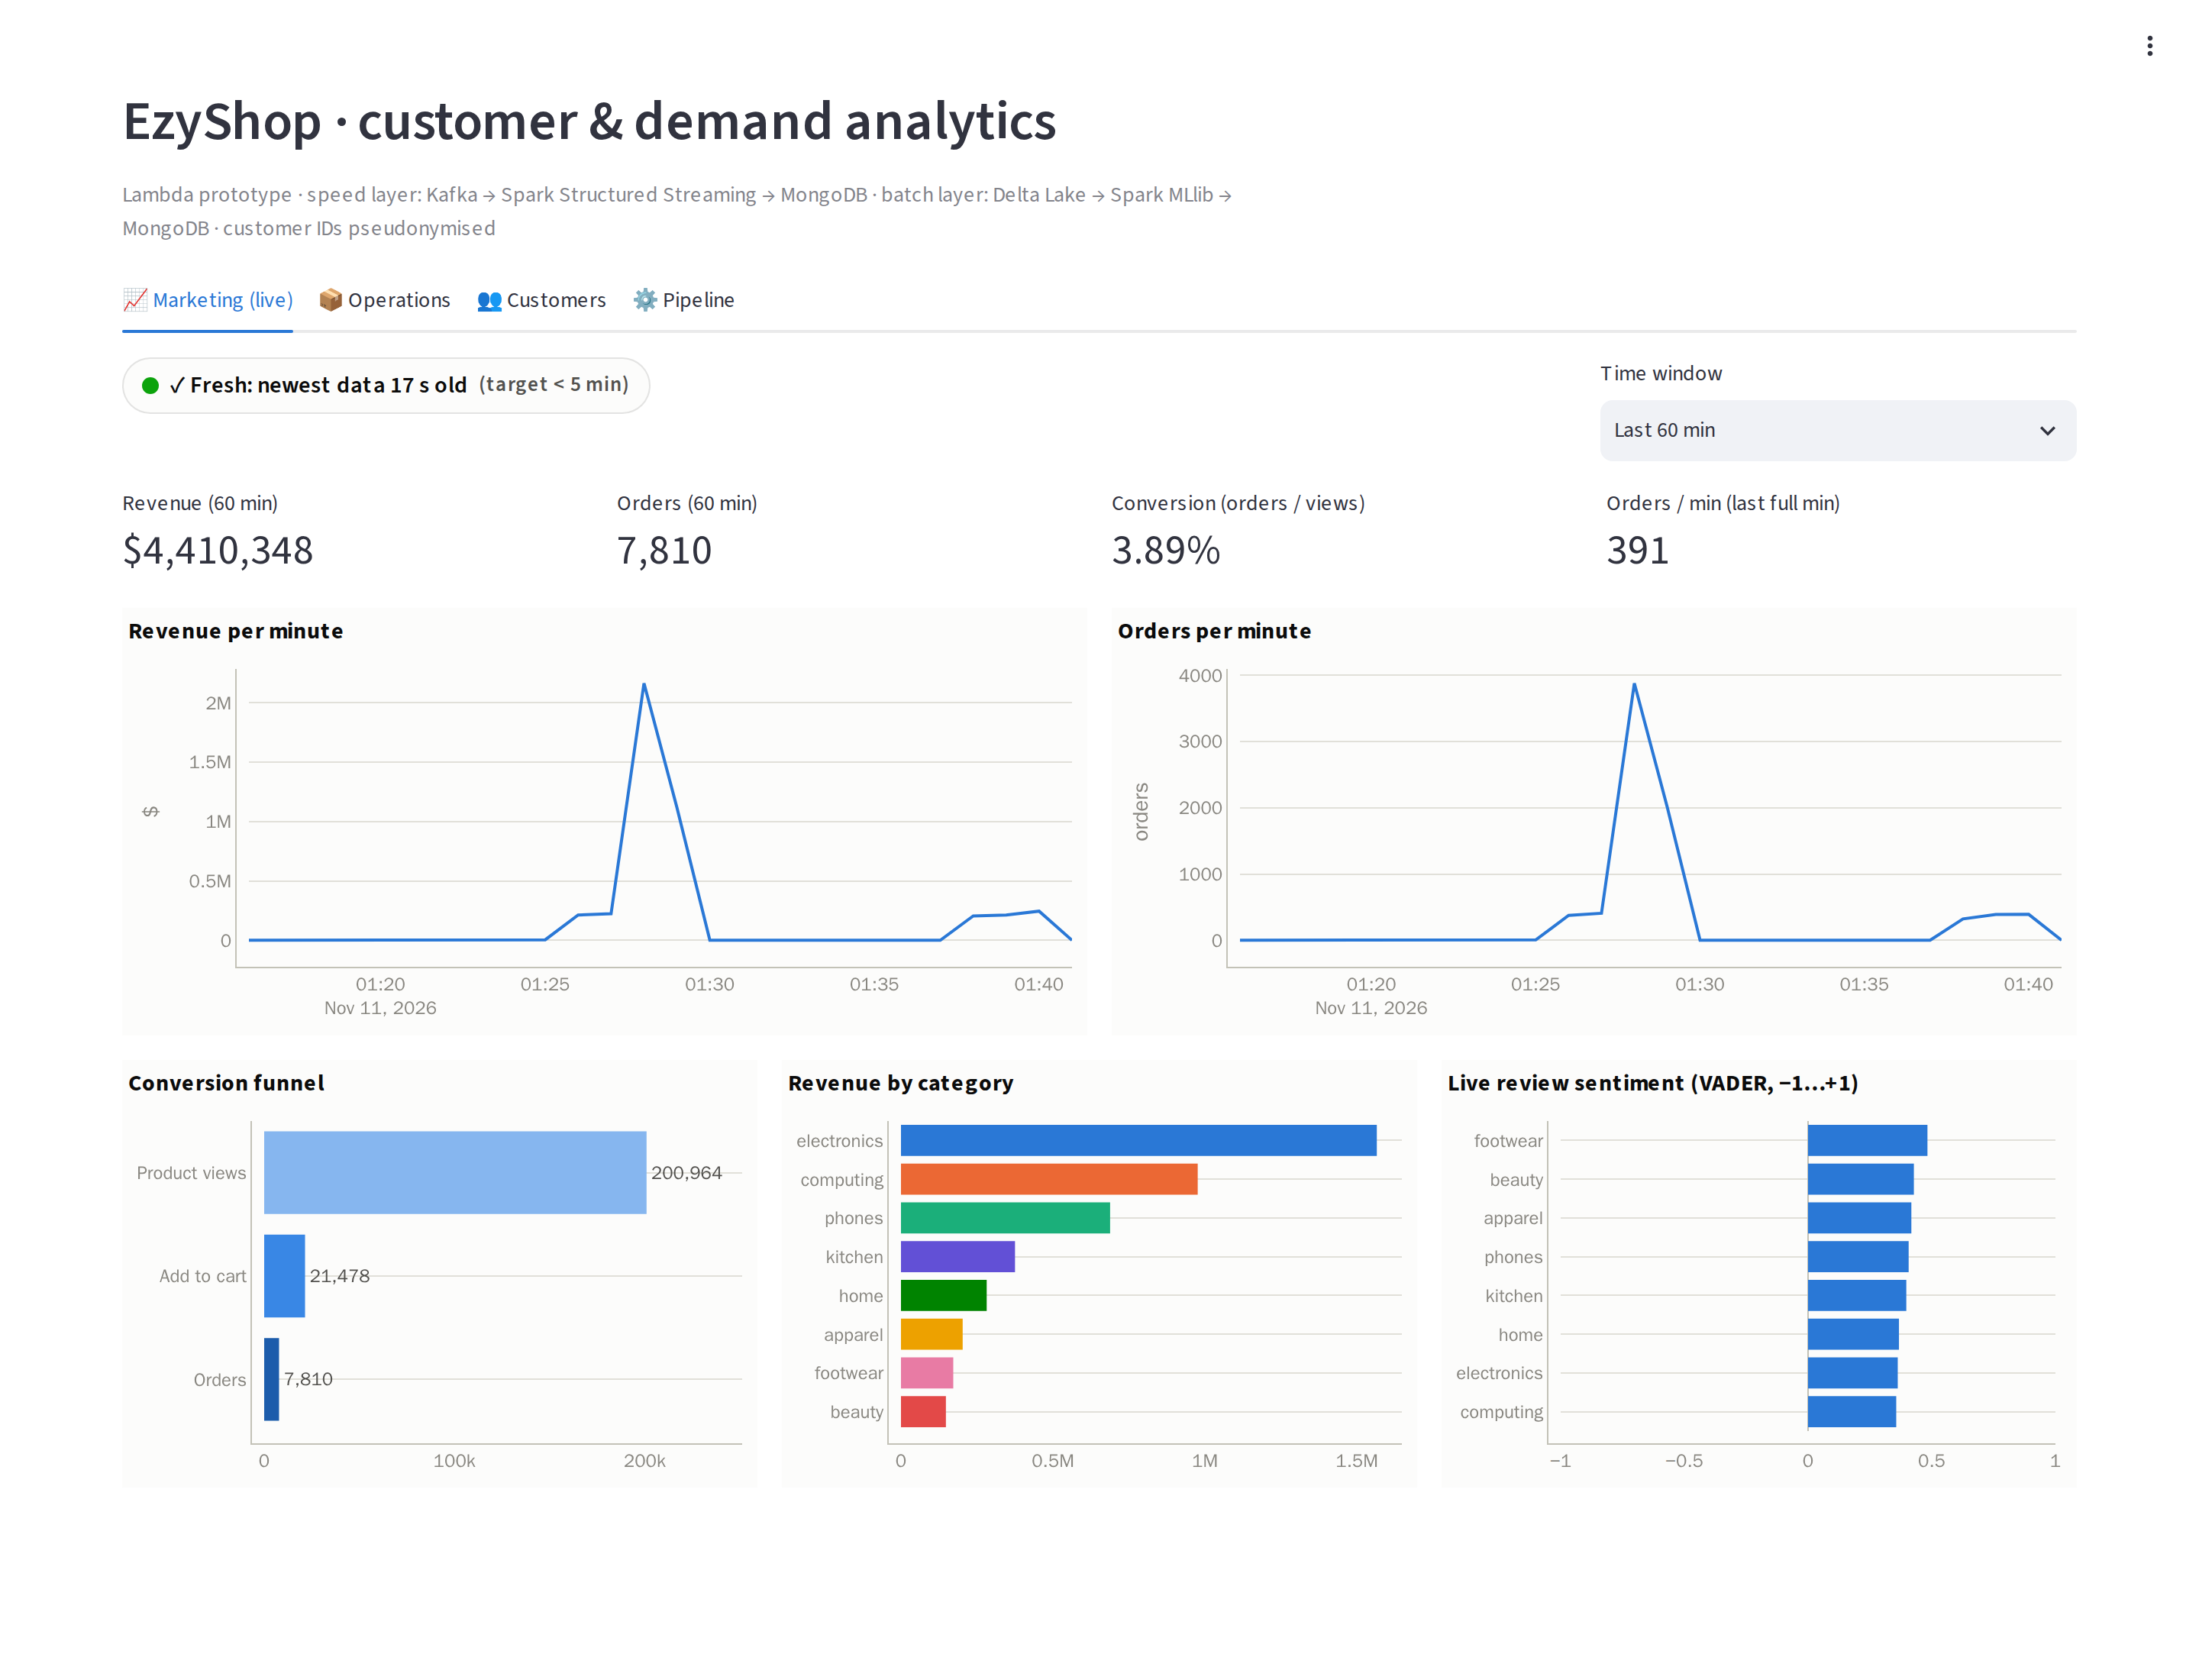 EzyShop · customer & demand analytics
Lambda prototype · speed layer: Kafka → Spark Structured Streaming → MongoDB · batch layer: Delta Lake → Spark MLlib →
MongoDB · customer IDs pseudonymised
📈 Marketing (live) 📦 Operations 👥 Customers ⚙️ Pipeline
✓ Fresh: newest data 17 s old (target < 5 min)
Time window
Last 60 min
Revenue (60 min)
$4,410,348
Orders (60 min)
7,810
Conversion (orders / views)
3.89%
Orders / min (last full min)
391
Revenue per minute
$
2M
1.5M
1M
0.5M
0
01:20 01:25 01:30 01:35 01:40
Nov 11, 2026
Orders per minute
orders
4000
3000
2000
1000
0
01:20 01:25 01:30 01:35 01:40
Nov 11, 2026
Conversion funnel
Product views 200,964
Add to cart 21,478
Orders 7,810
0 100k 200k
Revenue by category
electronics
computing
phones
kitchen
home
apparel
footwear
beauty
0 0.5M 1M 1.5M
Live review sentiment (VADER, −1…+1)
footwear
beauty
apparel
phones
kitchen
home
electronics
computing
−1 −0.5 0 0.5 1